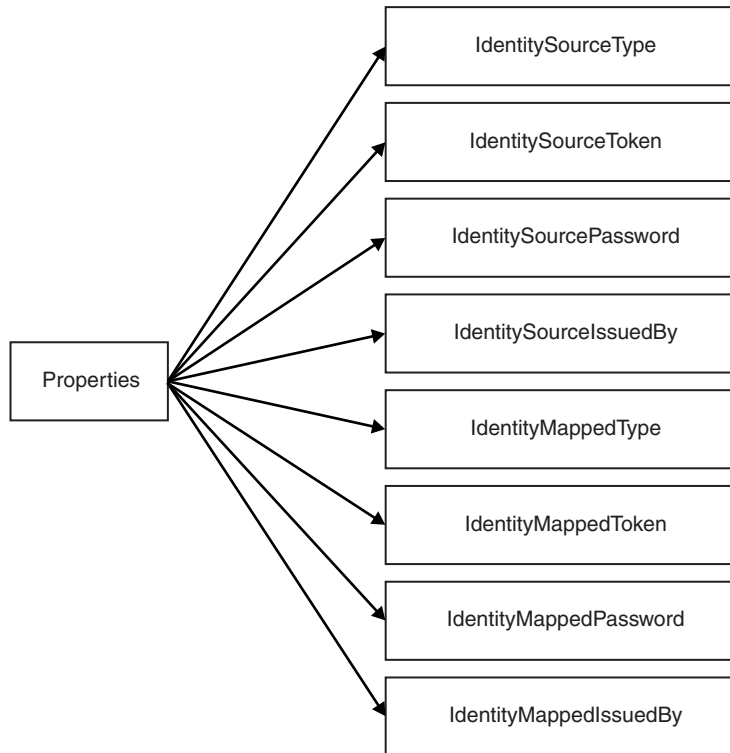 IdentitySourceType
IdentitySourceToken
IdentitySourcePassword
IdentitySourceIssuedBy
Properties
IdentityMappedType
IdentityMappedToken
IdentityMappedPassword
IdentityMappedIssuedBy